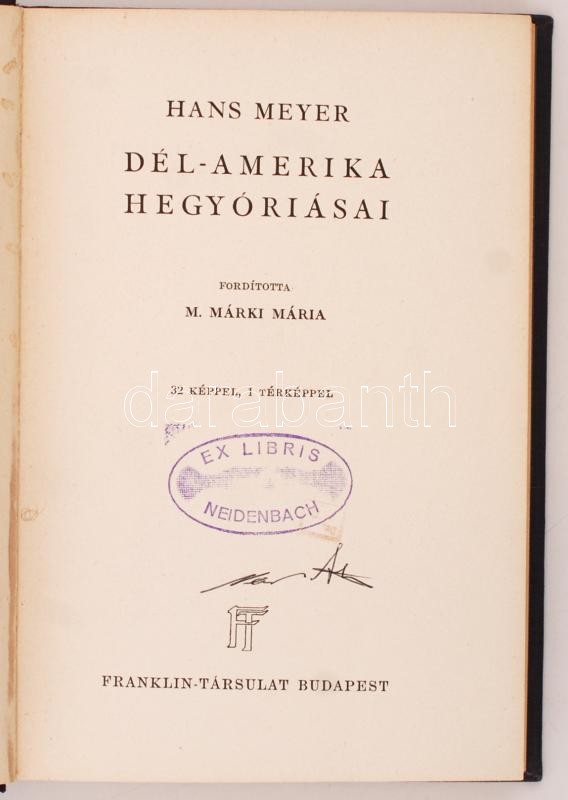 HANS MEYER
DÉL-AMERIKA
HEGYÓRIÁSAI
FORDÍTOTTA
M. MÁRKI MÁRIA
32 KÉPPEL, 1 TÉRKÉPPEL
darabanth
EX LIBRIS
NEIDENBACH
FT
FRANKLIN-TÁRSULAT BUDAPEST